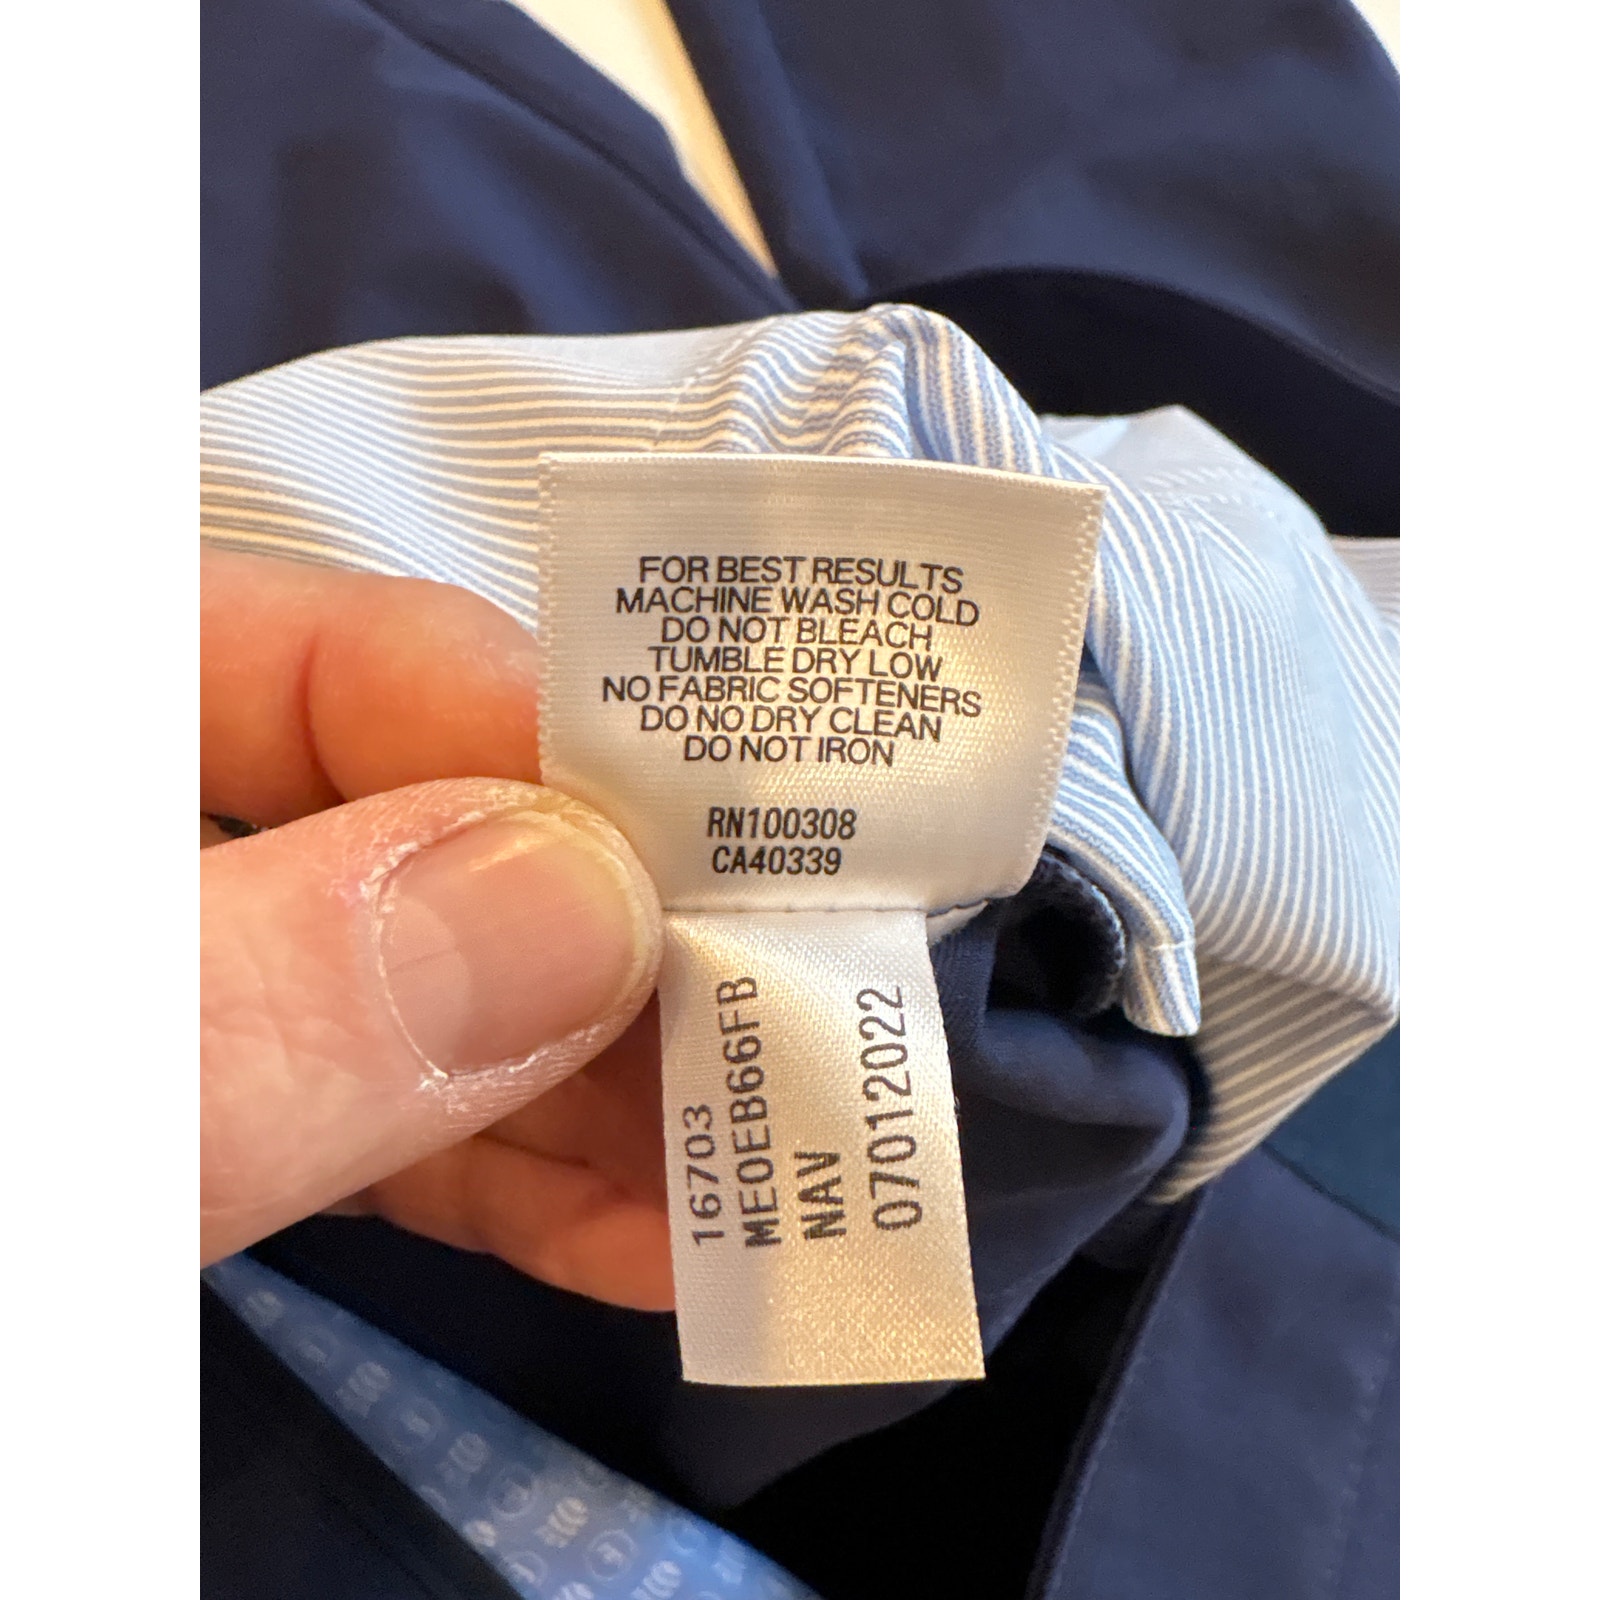 FOR BEST RESULTS
MACHINE WASH COLD
DO NOT BLEACH
TUMBLE DRY LOW
NO FABRIC SOFTENERS
DO NO DRY CLEAN
DO NOT IRON
RN100308
CA40339
16703
ME0EB66FB
NAV
07012022